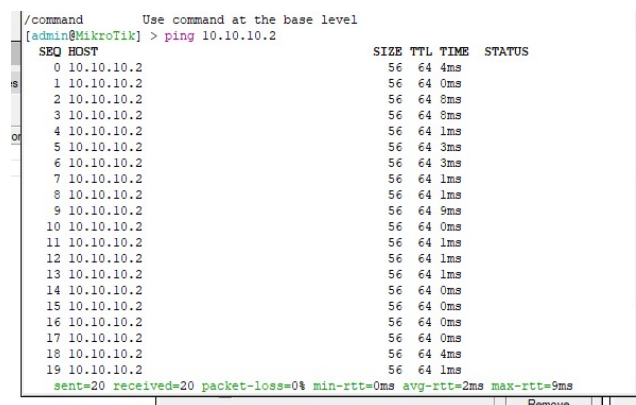 /command Use command at the base level
[admin@MikroTik] > ping 10.10.10.2
SEQ HOST SIZE TTL TIME STATUS
0 10.10.10.2 56 64 4ms
1 10.10.10.2 56 64 0ms
2 10.10.10.2 56 64 8ms
3 10.10.10.2 56 64 8ms
4 10.10.10.2 56 64 1ms
5 10.10.10.2 56 64 3ms
6 10.10.10.2 56 64 3ms
7 10.10.10.2 56 64 1ms
8 10.10.10.2 56 64 1ms
9 10.10.10.2 56 64 9ms
10 10.10.10.2 56 64 0ms
11 10.10.10.2 56 64 1ms
12 10.10.10.2 56 64 1ms
13 10.10.10.2 56 64 1ms
14 10.10.10.2 56 64 0ms
15 10.10.10.2 56 64 0ms
16 10.10.10.2 56 64 0ms
17 10.10.10.2 56 64 0ms
18 10.10.10.2 56 64 4ms
19 10.10.10.2 56 64 1ms
sent=20 received=20 packet-loss=0% min-rtt=0ms avg-rtt=2ms max-rtt=9ms